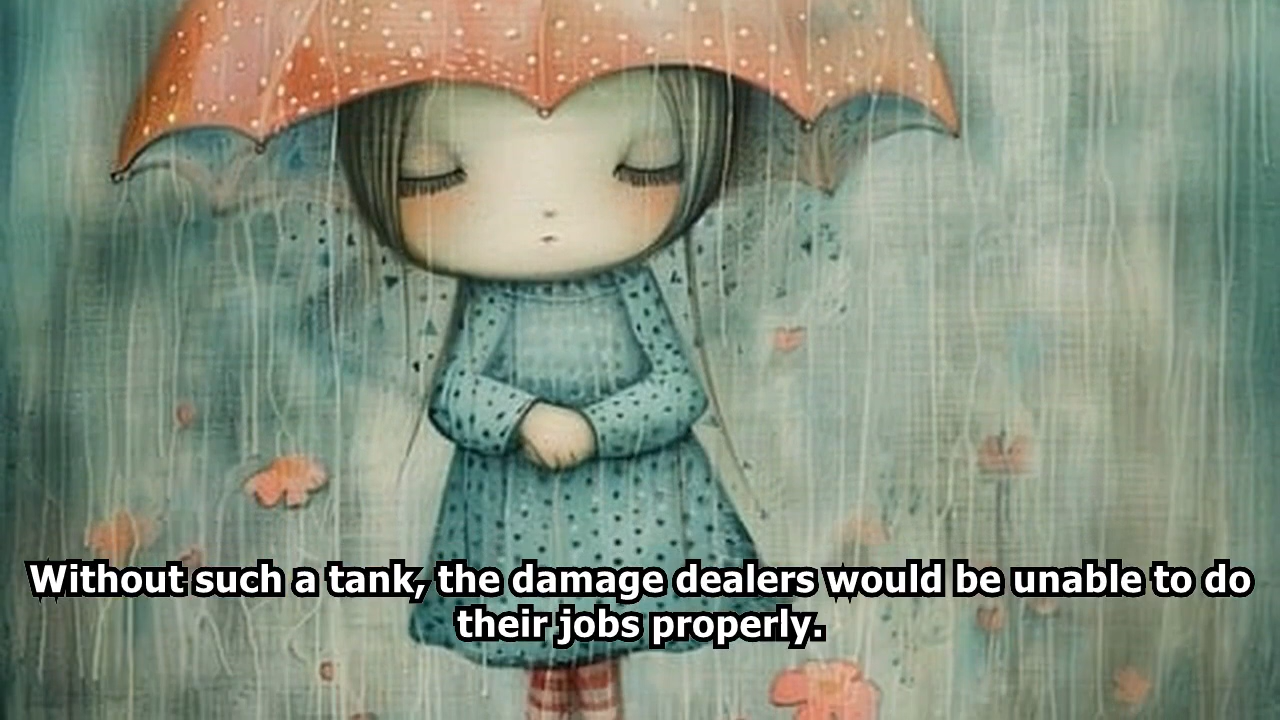 Without such a tank, the damage dealers would be unable to do
their jobs properly.